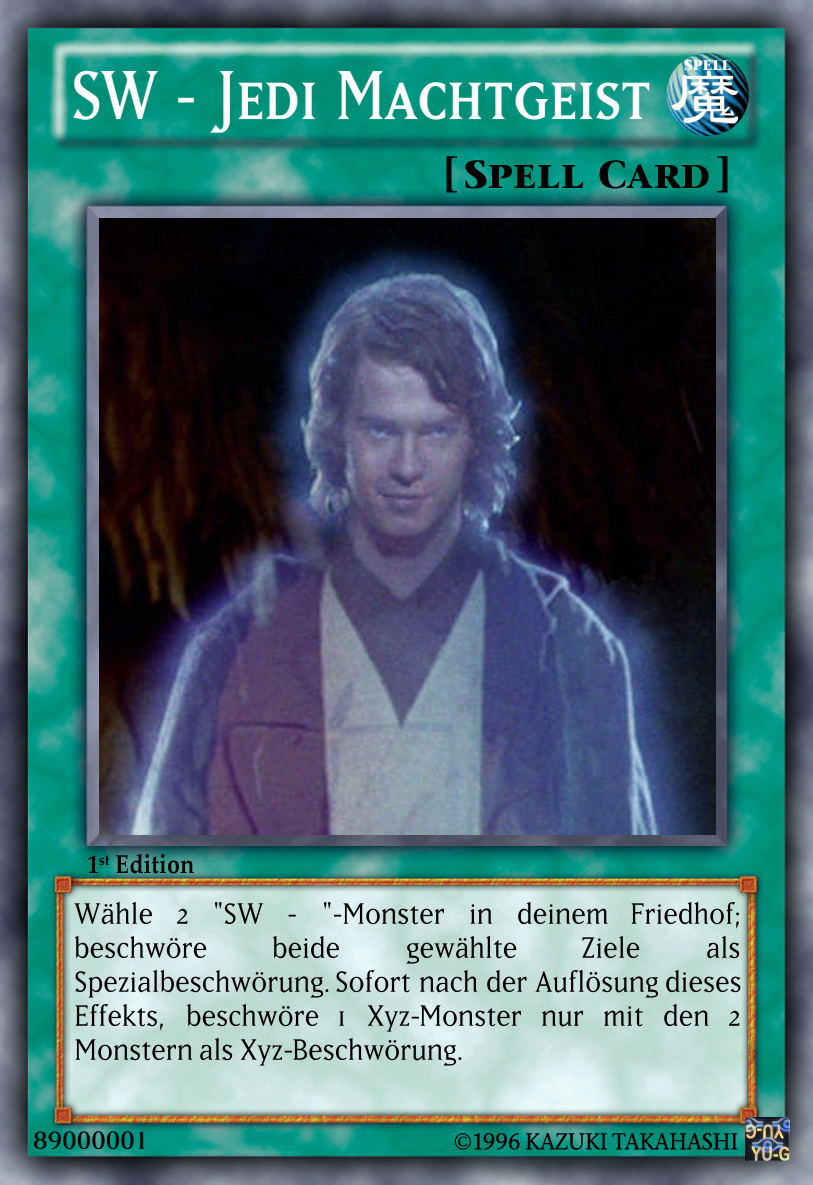 SW - Jedi Machtgeist
SPELL
魔
[Spell Card]
1st Edition
Wähle 2 "SW - "-Monster in deinem Friedhof;
beschwöre beide gewählte Ziele als
Spezialbeschwörung. Sofort nach der Auflösung dieses
Effekts, beschwöre 1 Xyz-Monster nur mit den 2
Monstern als Xyz-Beschwörung.
89000001
©1996 KAZUKI TAKAHASHI
YU-G